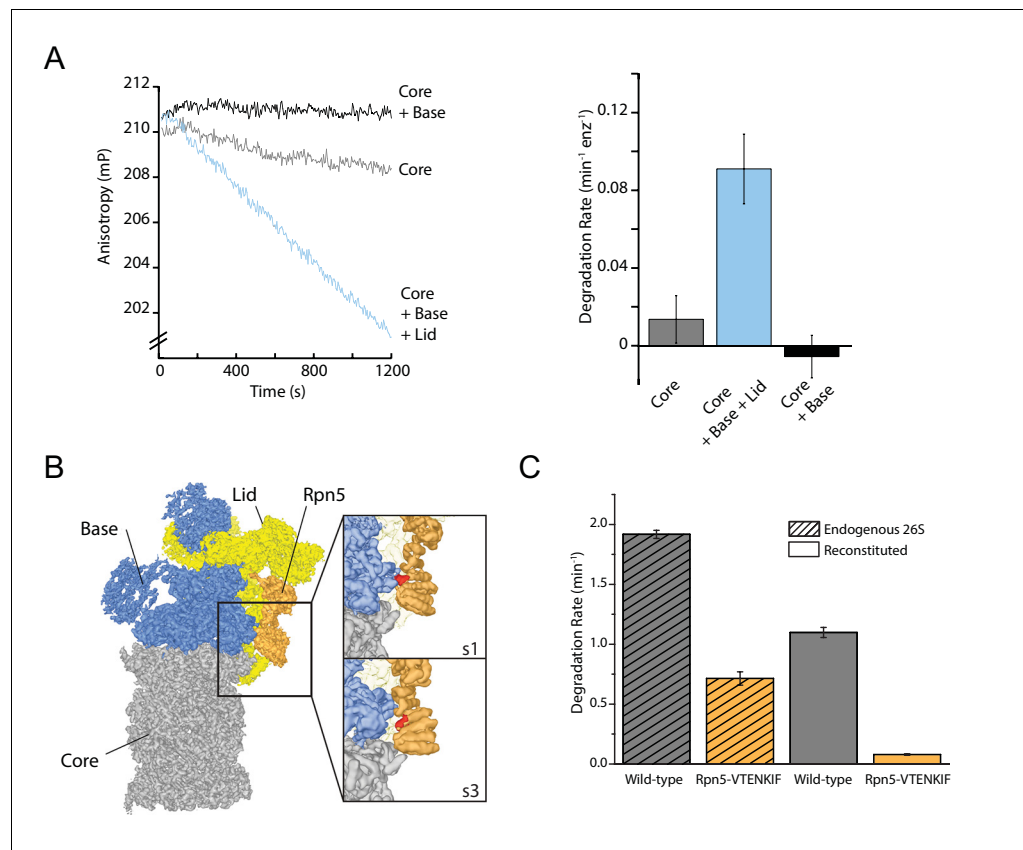 A
212
210
208
206
204
202
Anisotropy (mP)
400
800
1200
Time (s)
Core
+ Base
Core
Core
+ Base
+ Lid
0.12
0.08
0.04
0
Degradation Rate (min⁻¹ enz⁻¹)
Core
Core
+ Base + Lid
Core
+ Base
B
Lid
Rpn5
Base
Core
s1
s3
C
2.0
1.5
1.0
0.5
0.0
Degradation Rate (min⁻¹)
Endogenous 26S
Reconstituted
Wild-type
Rpn5-VTENKIF
Wild-type
Rpn5-VTENKIF